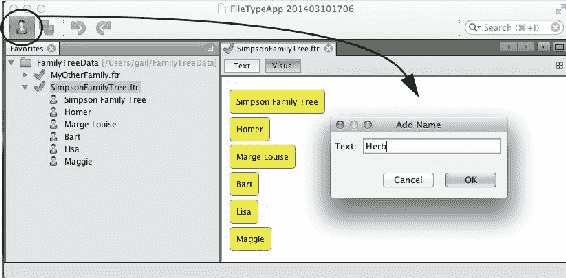 FileTypeApp 201403101706
Search (⌘+I)
Favorites
FamilyTreeData [/Users/gail/FamilyTreeData]
MyOtherFamily.ftr
SimpsonFamilyTree.ftr
Simpson Family Tree
Homer
Marge Louise
Bart
Lisa
Maggie
SimpsonFamilyTree.ftr
Text
Visual
Simpson Family Tree
Homer
Marge Louise
Bart
Lisa
Maggie
Add Name
Text: Herb
Cancel
OK